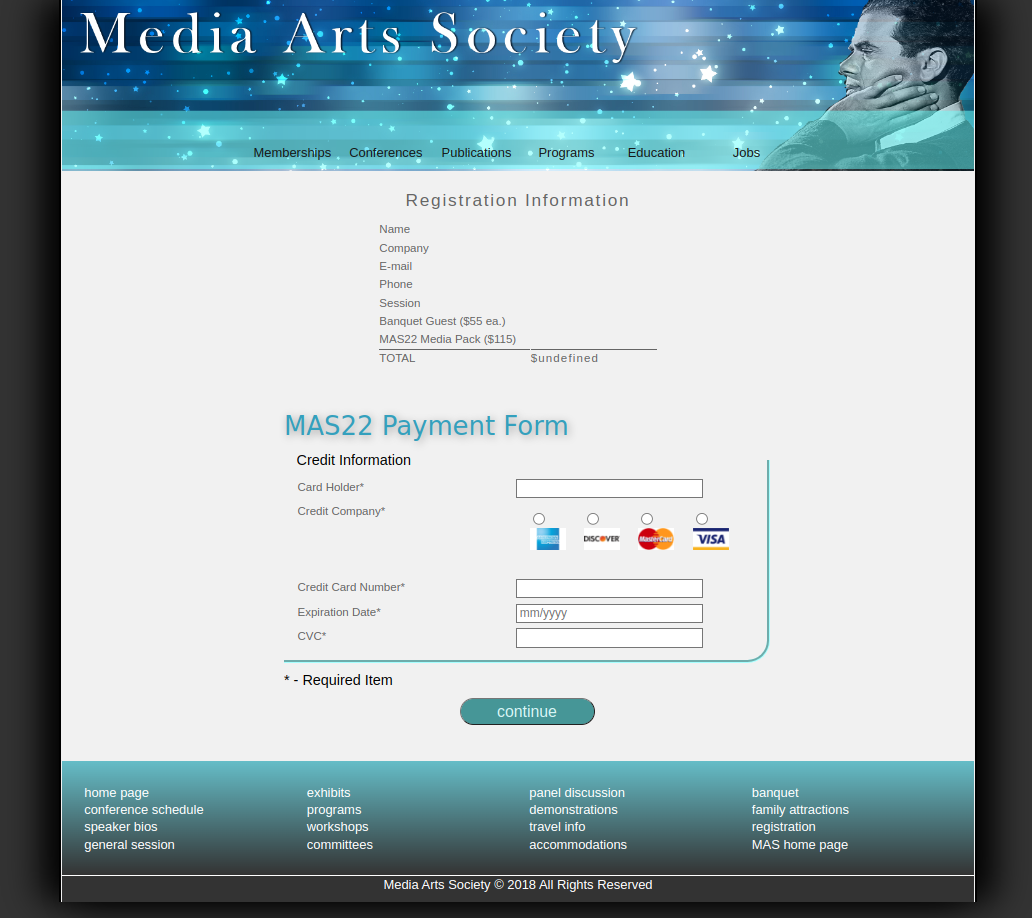 Media Arts Society
Memberships Conferences Publications Programs Education Jobs
Registration Information
Name
Company
E-mail
Phone
Session
Banquet Guest ($55 ea.)
MAS22 Media Pack ($115)
TOTAL $undefined
MAS22 Payment Form
Credit Information
Card Holder*
Credit Company*
DISCOVER MasterCard VISA
Credit Card Number*
Expiration Date* mm/yyyy
CVC*
* - Required Item
continue
home page exhibits panel discussion banquet
conference schedule programs demonstrations family attractions
speaker bios workshops travel info registration
general session committees accommodations MAS home page
Media Arts Society © 2018 All Rights Reserved